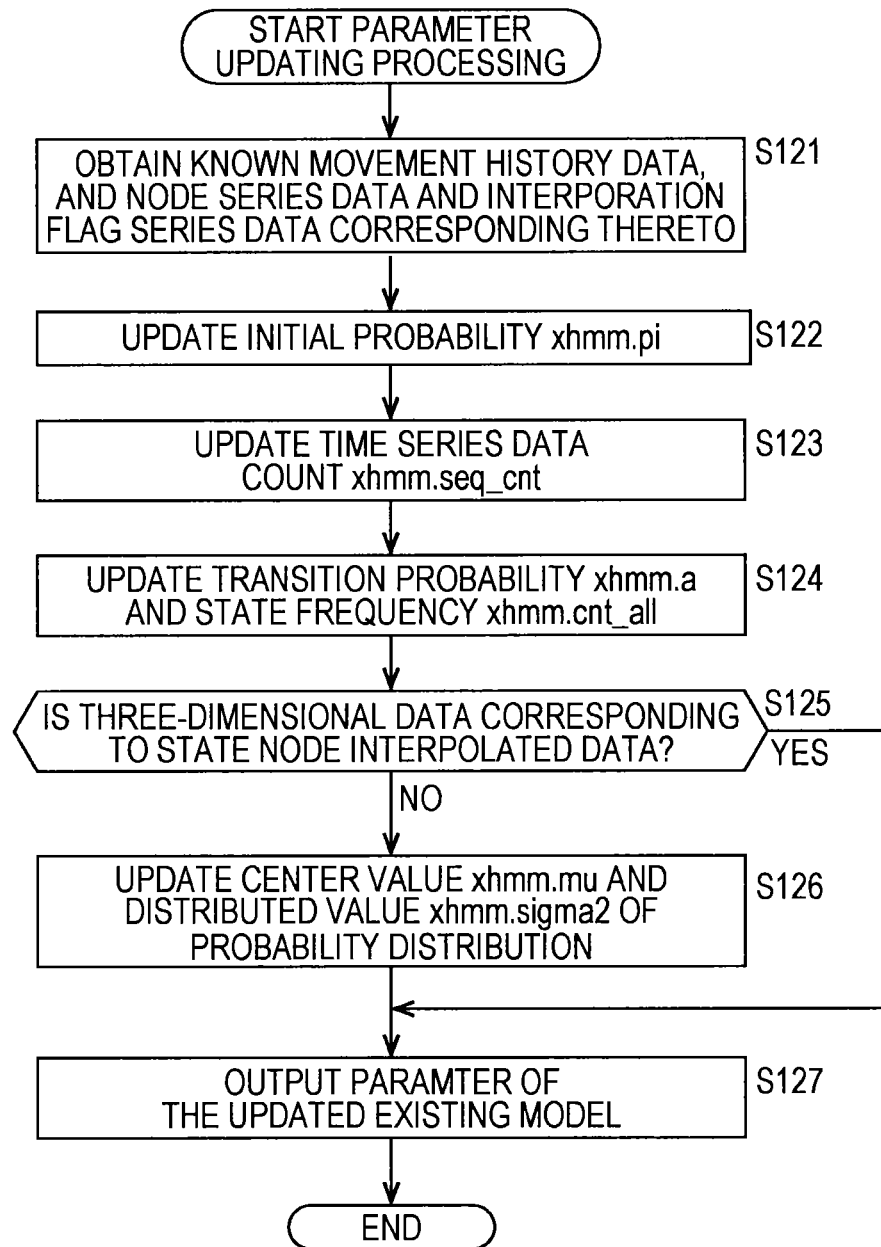 START PARAMETER
UPDATING PROCESSING
OBTAIN KNOWN MOVEMENT HISTORY DATA,
AND NODE SERIES DATA AND INTERPORATION
FLAG SERIES DATA CORRESPONDING THERETO
S121
UPDATE INITIAL PROBABILITY xhmm.pi
S122
UPDATE TIME SERIES DATA
COUNT xhmm.seq_cnt
S123
UPDATE TRANSITION PROBABILITY xhmm.a
AND STATE FREQUENCY xhmm.cnt_all
S124
IS THREE-DIMENSIONAL DATA CORRESPONDING
TO STATE NODE INTERPOLATED DATA?
S125
YES
NO
UPDATE CENTER VALUE xhmm.mu AND
DISTRIBUTED VALUE xhmm.sigma2 OF
PROBABILITY DISTRIBUTION
S126
OUTPUT PARAMTER OF
THE UPDATED EXISTING MODEL
S127
END